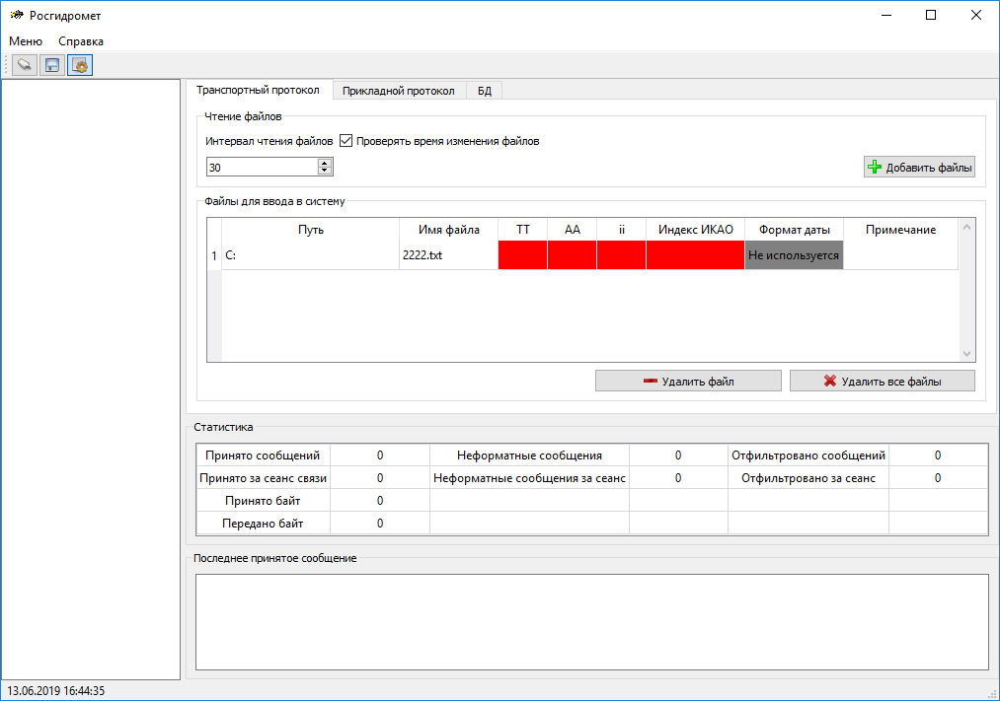 Росгидромет
Меню Справка
Транспортный протокол Прикладной протокол БД
Чтение файлов
Интервал чтения файлов Проверять время изменения файлов
30 Добавить файлы
Файлы для ввода в систему
Путь Имя файла TT AA ii Индекс ИКАО Формат даты Примечание
1 C: 2222.txt Не используется
Удалить файл Удалить все файлы
Статистика
Принято сообщений 0 Неформатные сообщения 0 Отфильтровано сообщений 0
Принято за сеанс связи 0 Неформатные сообщения за сеанс 0 Отфильтровано за сеанс 0
Принято байт 0
Передано байт 0
Последнее принятое сообщение
13.06.2019 16:44:35